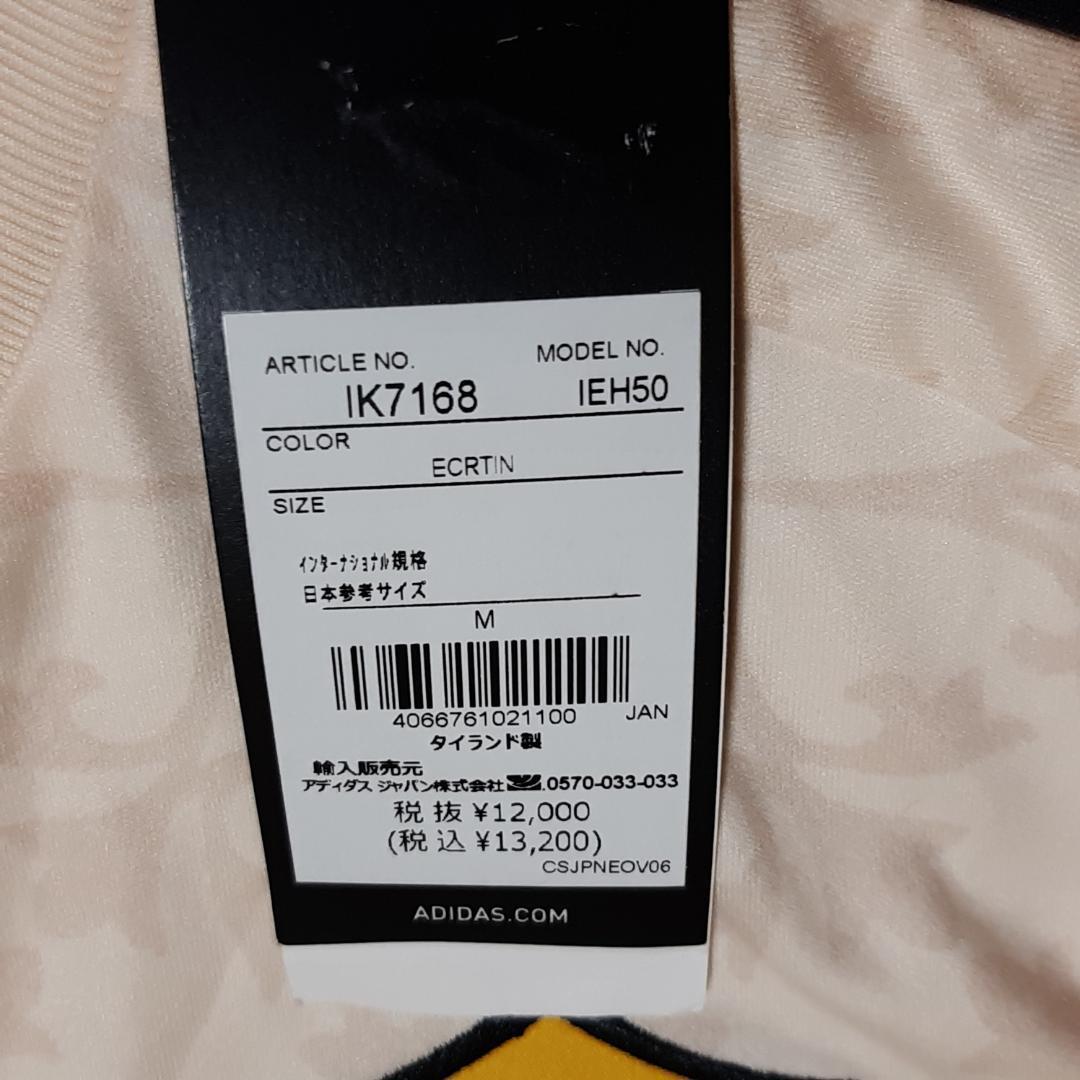 ARTICLE NO. MODEL NO.
IK7168 IEH50
COLOR
ECRTIN
SIZE
インターナショナル規格
日本参考サイズ
M
4066761021100 JAN
タイランド製
輸入販売元
アディダス ジャパン株式会社 .0570-033-033
税抜 ¥12,000
(税込 ¥13,200)
CSJPNEOV06
ADIDAS.COM